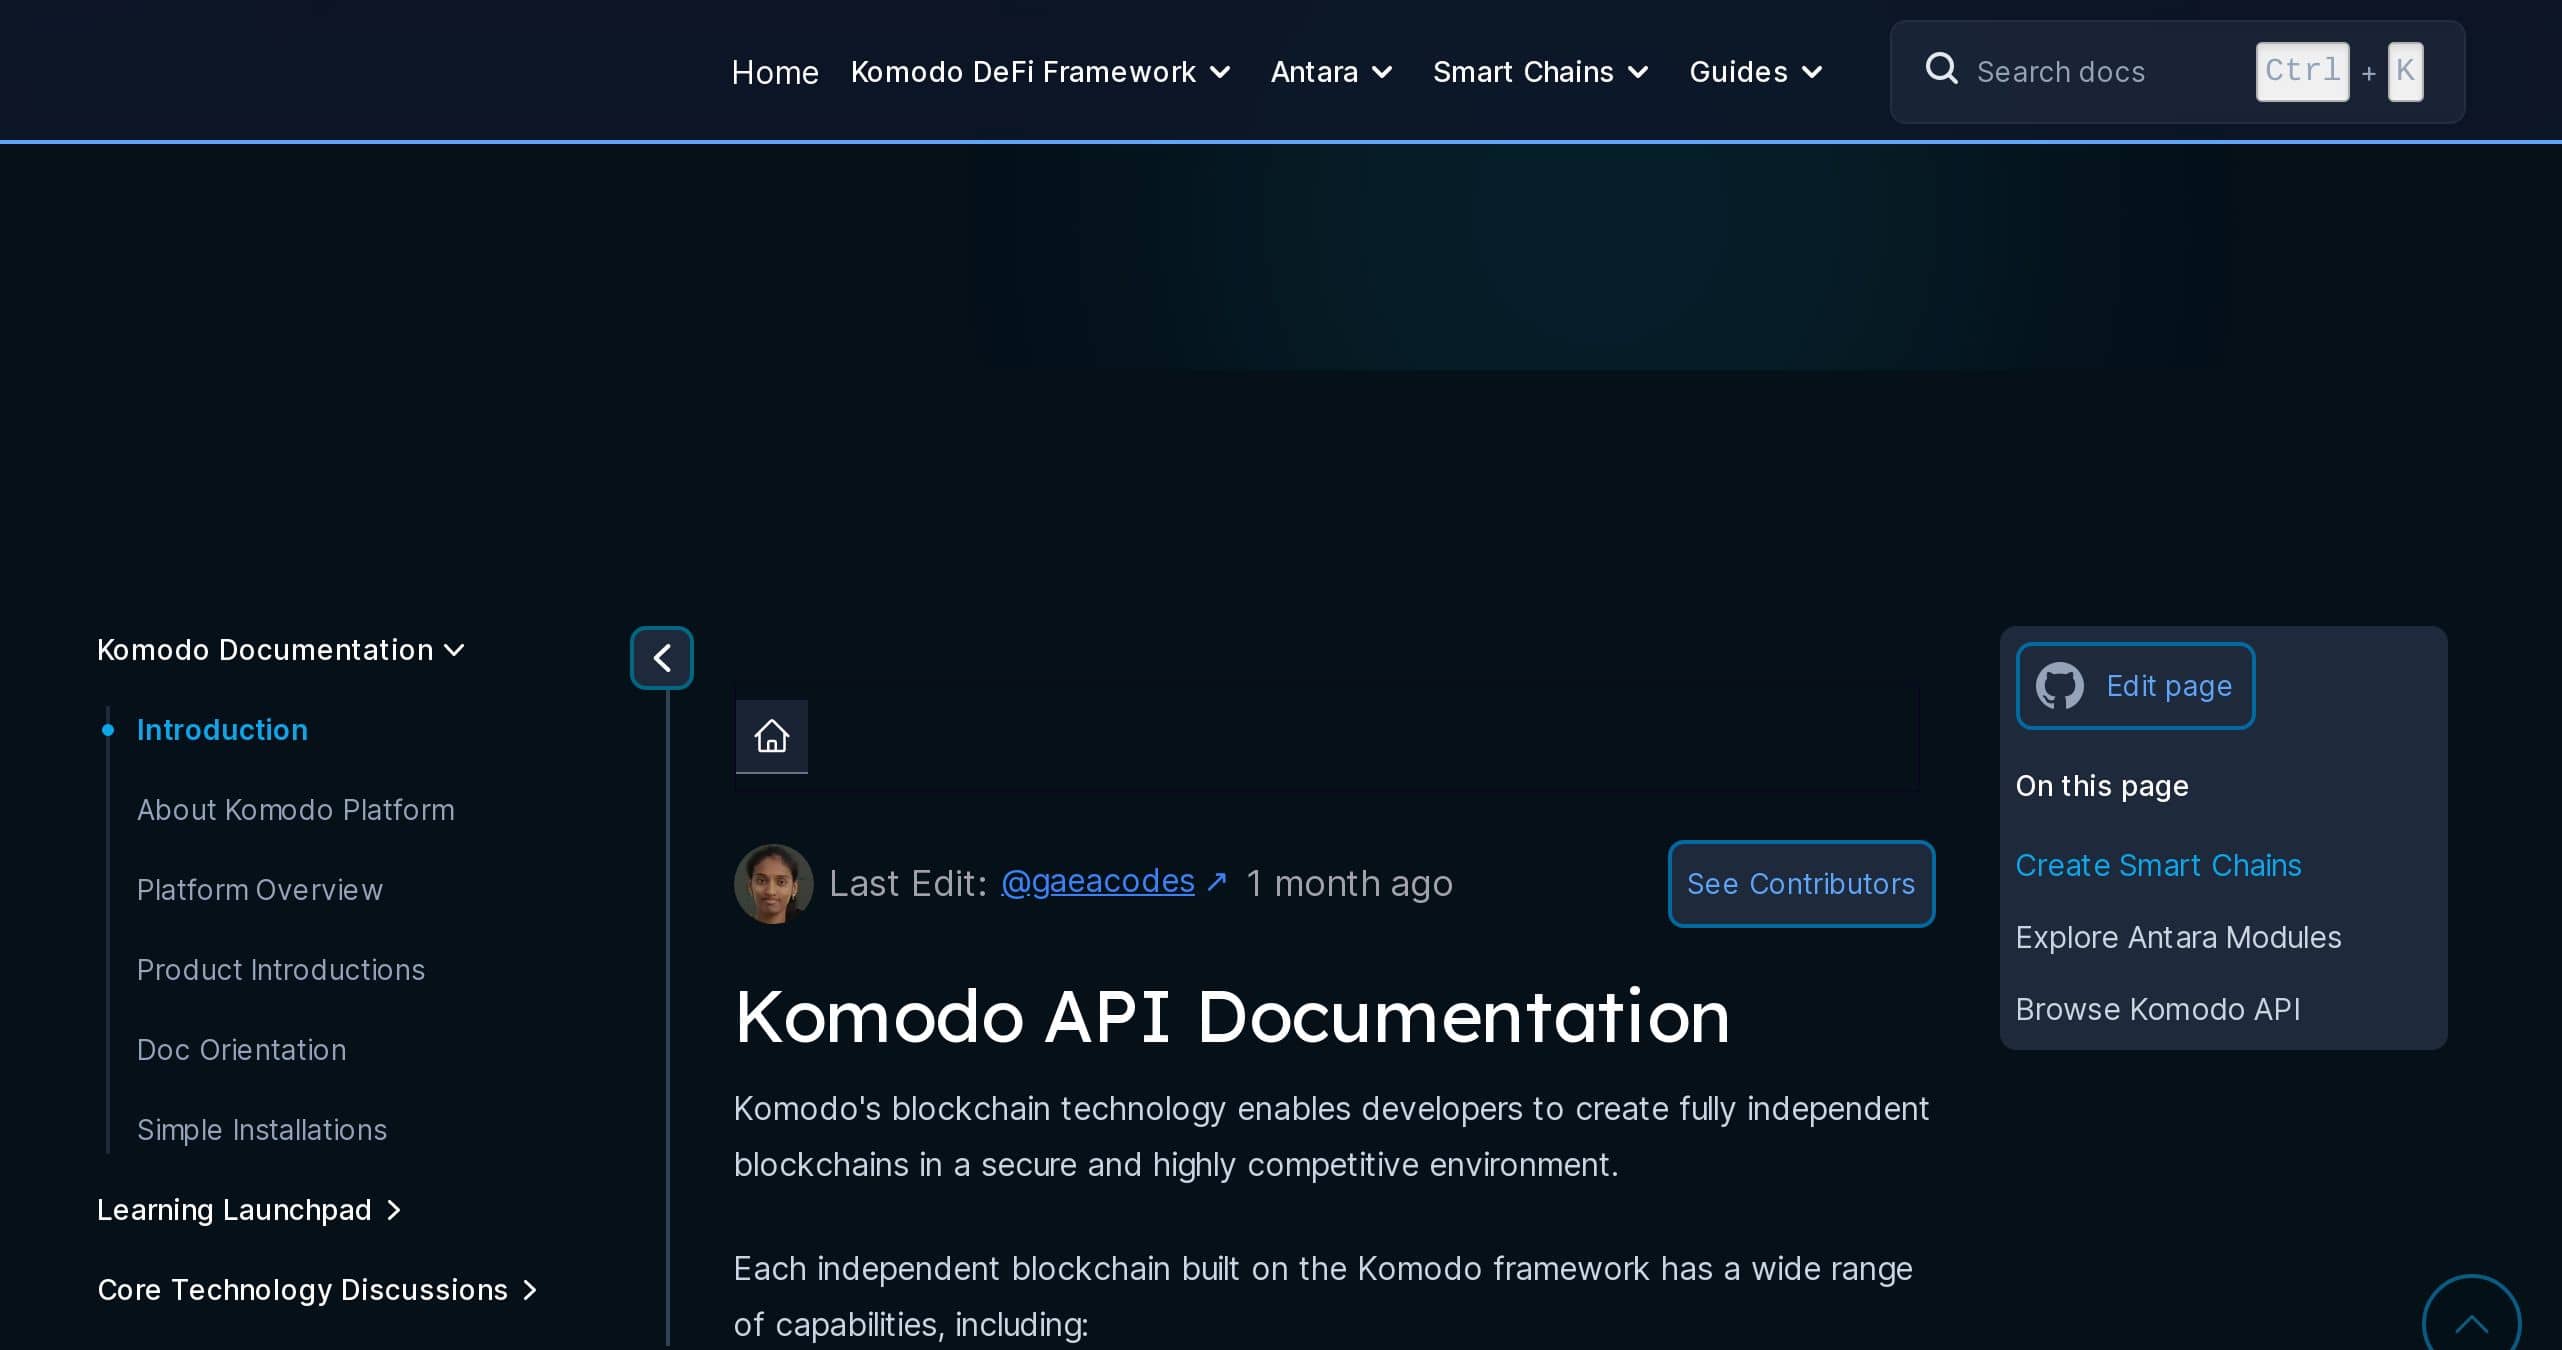 Home Komodo DeFi Framework Antara Smart Chains Guides Search docs Ctrl + K
Komodo Documentation
Introduction
About Komodo Platform
Platform Overview
Product Introductions
Doc Orientation
Simple Installations
Learning Launchpad
Core Technology Discussions
Last Edit: @gaeacodes 1 month ago
See Contributors
Komodo API Documentation
Komodo's blockchain technology enables developers to create fully independent
blockchains in a secure and highly competitive environment.
Each independent blockchain built on the Komodo framework has a wide range
of capabilities, including:
Edit page
On this page
Create Smart Chains
Explore Antara Modules
Browse Komodo API